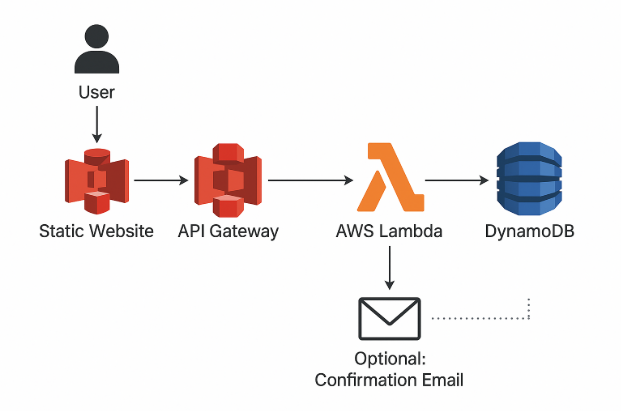 User
Static Website
API Gateway
AWS Lambda
DynamoDB
Optional:
Confirmation Email